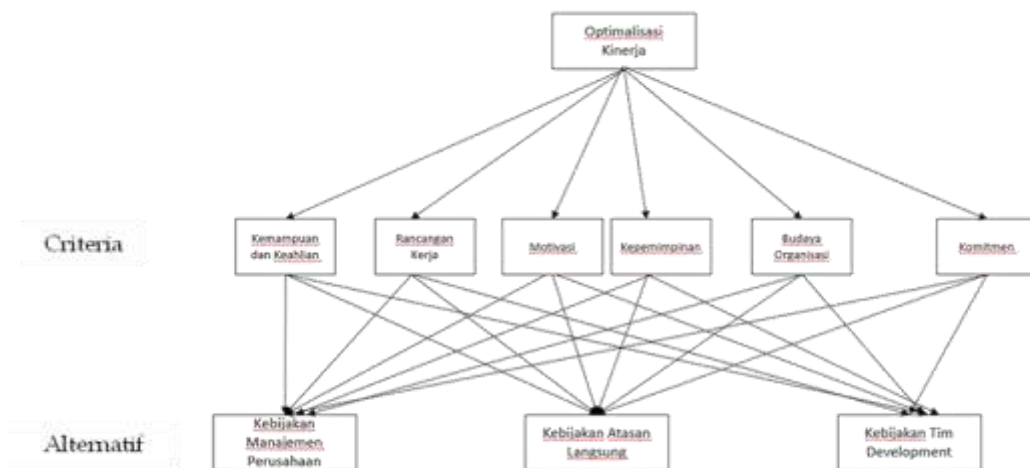 Optimalisasi
Kinerja
Criteria
Kemampuan
dan Keahlian
Rancangan
Kerja
Motivasi
Kepemimpinan
Budaya
Organisasi
Komitmen
Alternatif
Kebijakan
Manajemen
Perusahaan
Kebijakan Atasan
Langsung
Kebijakan Tim
Development